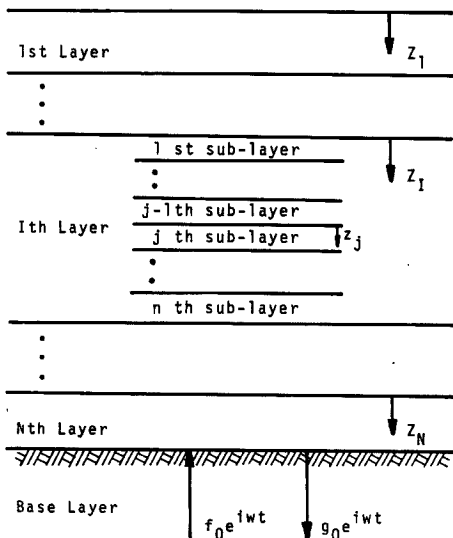 1st Layer
Z1
1 st sub-layer
ZI
j-1th sub-layer
Ith Layer
j th sub-layer
zj
n th sub-layer
Nth Layer
ZN
Base Layer
f0eiwt
g0eiwt